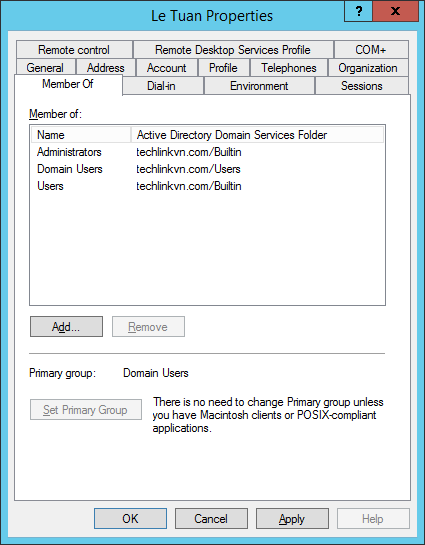 Le Tuan Properties
? x
Remote control Remote Desktop Services Profile COM+
General Address Account Profile Telephones Organization
Member Of Dial-in Environment Sessions
Member of:
Name Active Directory Domain Services Folder
Administrators techlinkvn.com/Builtin
Domain Users techlinkvn.com/Users
Users techlinkvn.com/Builtin
Add... Remove
Primary group: Domain Users
Set Primary Group
There is no need to change Primary group unless
you have Macintosh clients or POSIX-compliant
applications.
OK Cancel Apply Help